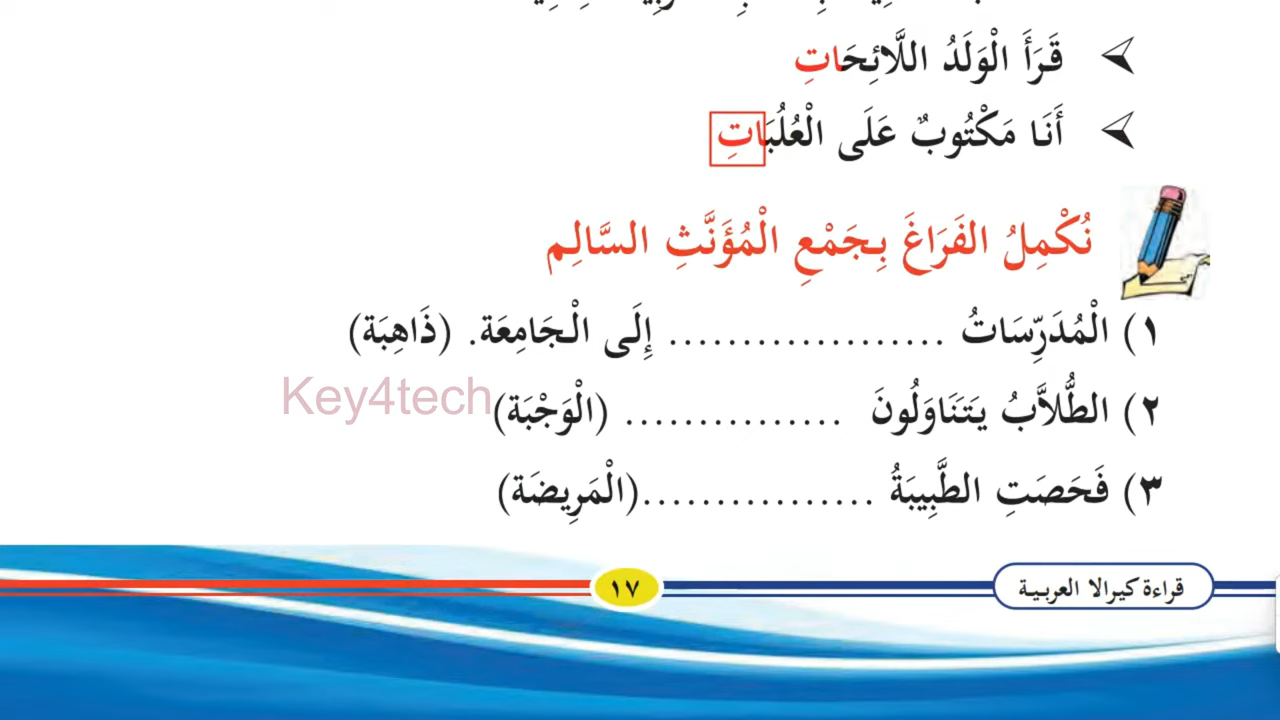 قَرَأَ الْوَلَدُ اللَّائِحَاتِ
أَنَا مَكْتُوبٌ عَلَى الْعُلُبَاتِ
نُكْمِلُ الفَرَاغَ بِجَمْعِ الْمُؤَنَّثِ السَّالِم
١) الْمُدَرِّسَاتُ ................... إِلَى الْجَامِعَة. (ذَاهِبَة)
٢) الطُّلاَّبُ يَتَنَاوَلُونَ ............... (الْوَجْبَة)
Key4tech
٣) فَحَصَتِ الطَّبِيبَةُ ................(الْمَرِيضَة)
١٧
قراءة كيرالا العربية